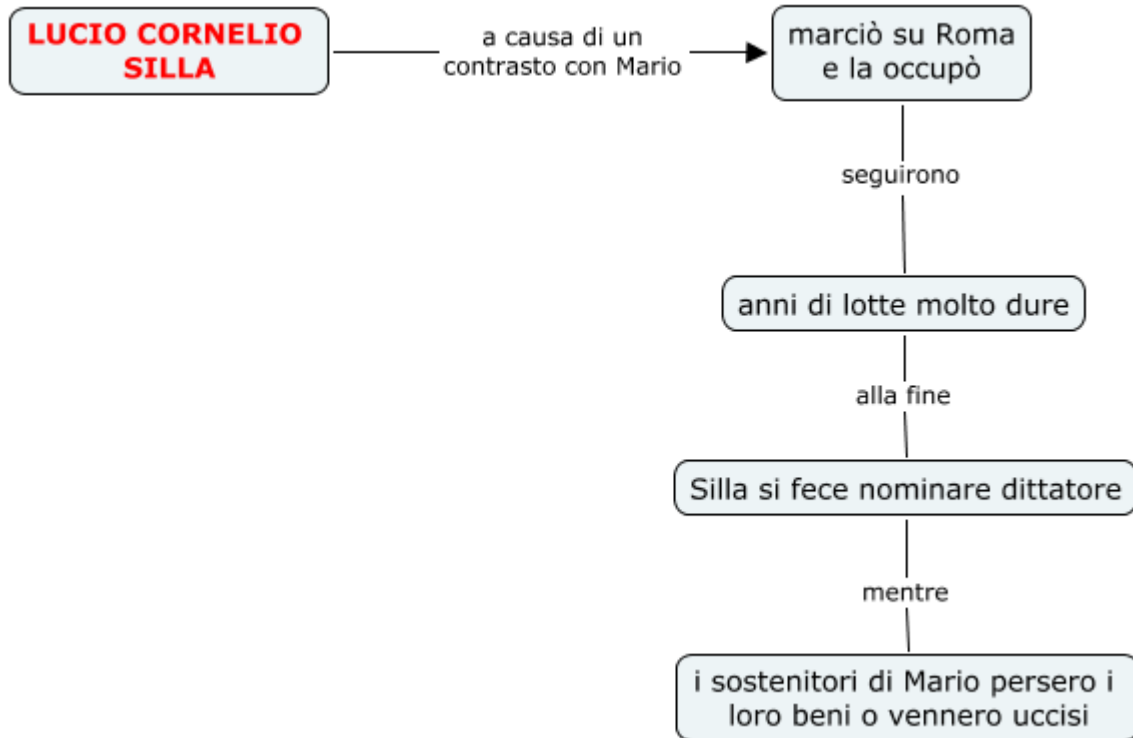 LUCIO CORNELIO
SILLA
a causa di un
contrasto con Mario
marciò su Roma
e la occupò
seguirono
anni di lotte molto dure
alla fine
Silla si fece nominare dittatore
mentre
i sostenitori di Mario persero i
loro beni o vennero uccisi